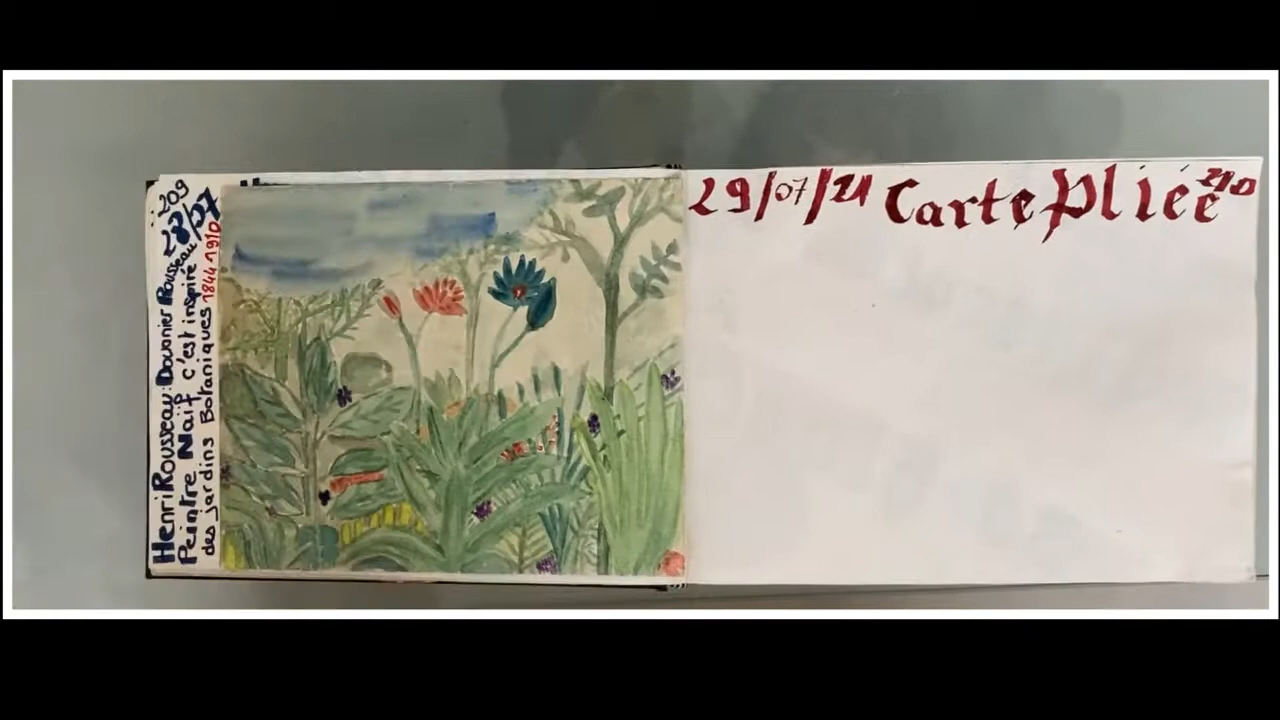 209
28/07
Henri Rousseau: Douanier Rousseau
Peintre Naïf c'est inspiré
des jardins Botaniques 1844 1910
29/07/21 Carte Pliée 210